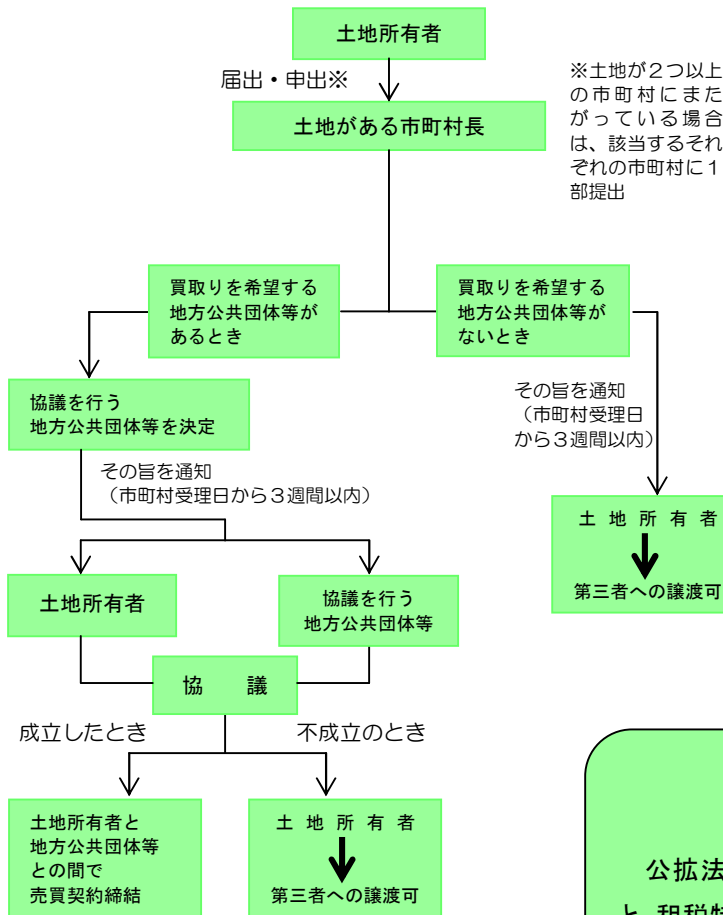 土地所有者
届出・申出※
※土地が２つ以上
の市町村にまた
がっている場合
は、該当するそれ
ぞれの市町村に１
部提出
土地がある市町村長
買取りを希望する
地方公共団体等が
あるとき
買取りを希望する
地方公共団体等が
ないとき
協議を行う
地方公共団体等を決定
その旨を通知
（市町村受理日
から３週間以内）
その旨を通知
（市町村受理日から３週間以内）
土 地 所 有 者
第三者への譲渡可
土地所有者
協議を行う
地方公共団体等
協　議
成立したとき
不成立のとき
土地所有者と
地方公共団体等
との間で
売買契約締結
土 地 所 有 者
第三者への譲渡可
公拡法
と 租税特